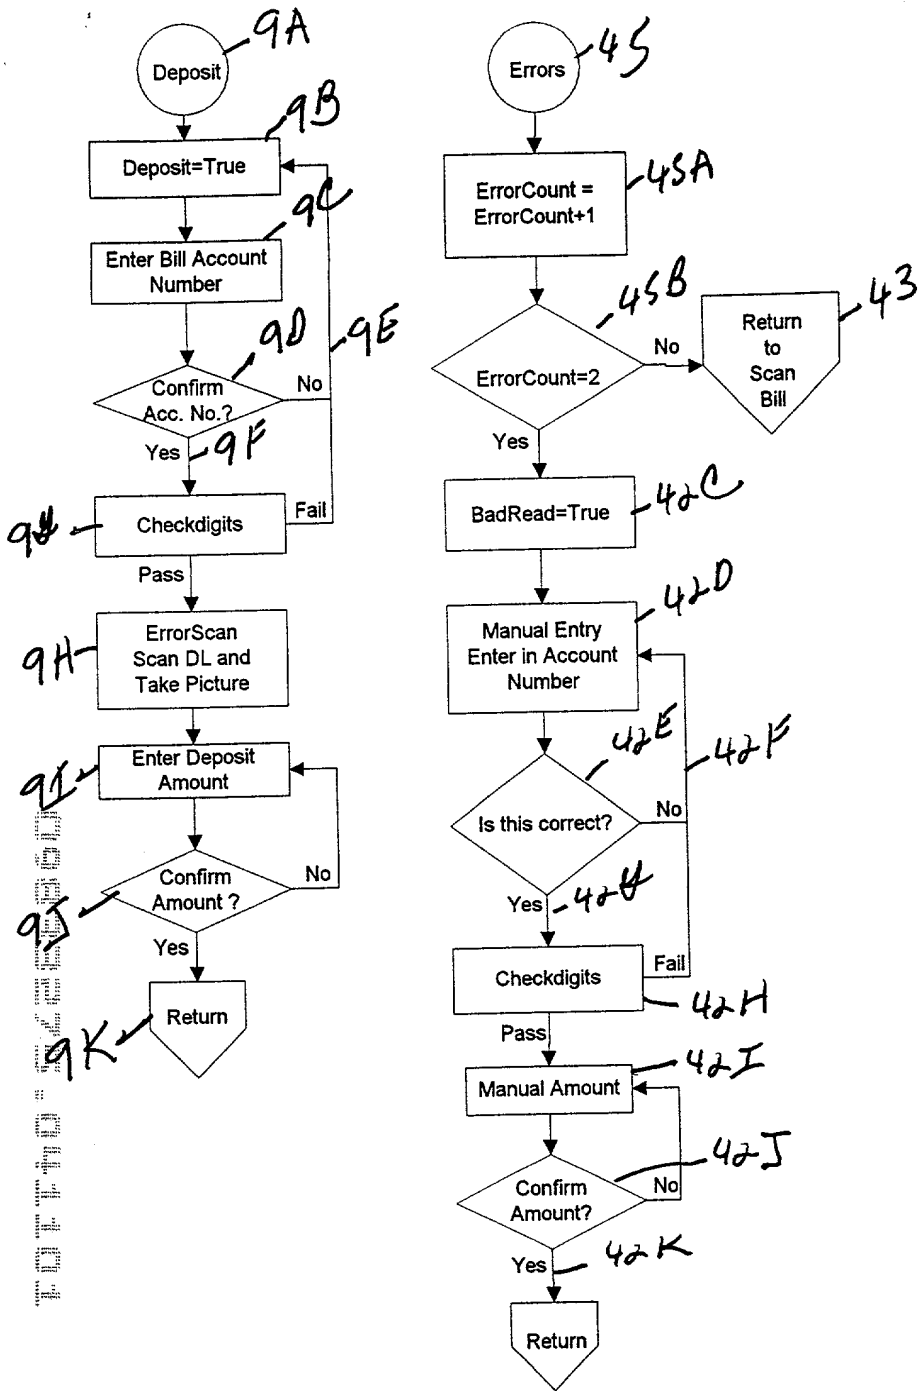 9A
Deposit
9B
Deposit=True
9C
Enter Bill Account
Number
9D
9E
Confirm
Acc. No.?
No
Yes
9F
Checkdigits
Fail
Pass
9H
ErrorScan
Scan DL and
Take Picture
9I
Enter Deposit
Amount
9J
Confirm
Amount ?
No
Yes
9K
Return
45
Errors
45A
ErrorCount =
ErrorCount+1
45B
ErrorCount=2
No
43
Return
to
Scan
Bill
Yes
42C
BadRead=True
42D
Manual Entry
Enter in Account
Number
42E
42F
Is this correct?
No
Yes
Checkdigits
Fail
42H
Pass
42I
Manual Amount
42J
Confirm
Amount?
No
Yes
42K
Return